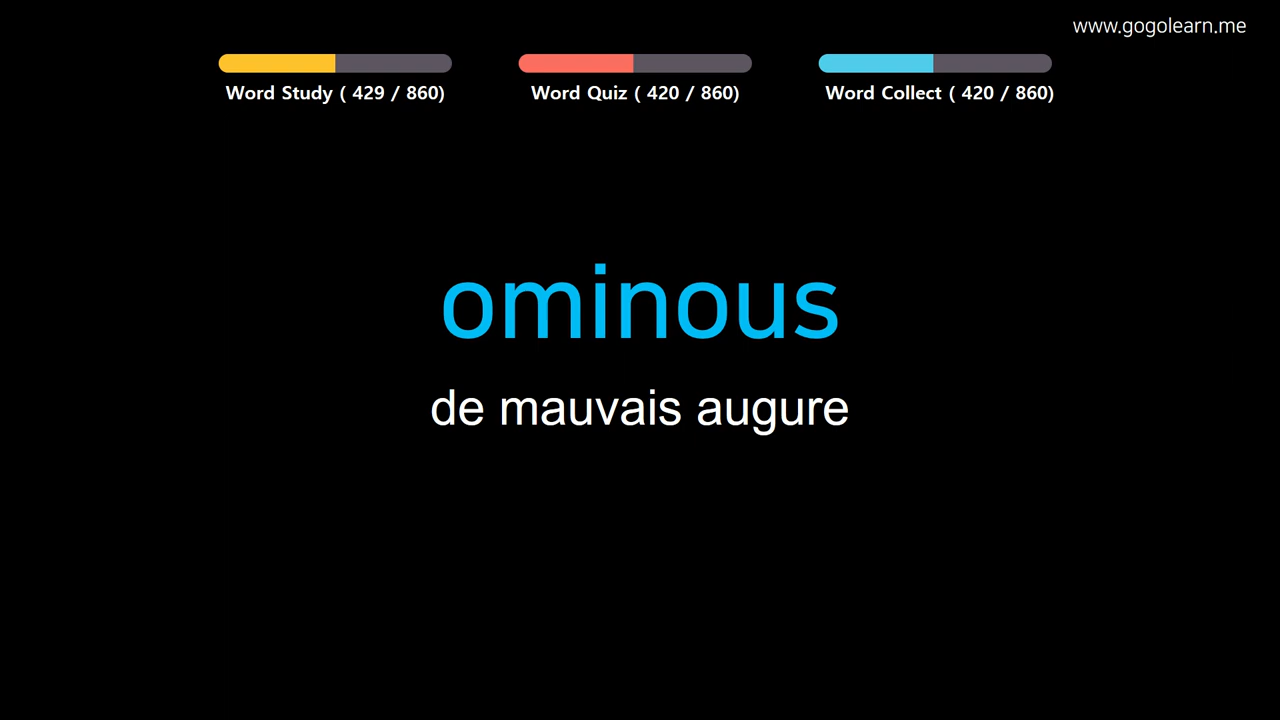 www.gogolearn.me
Word Study ( 429 / 860)
Word Quiz ( 420 / 860)
Word Collect ( 420 / 860)
ominous
de mauvais augure